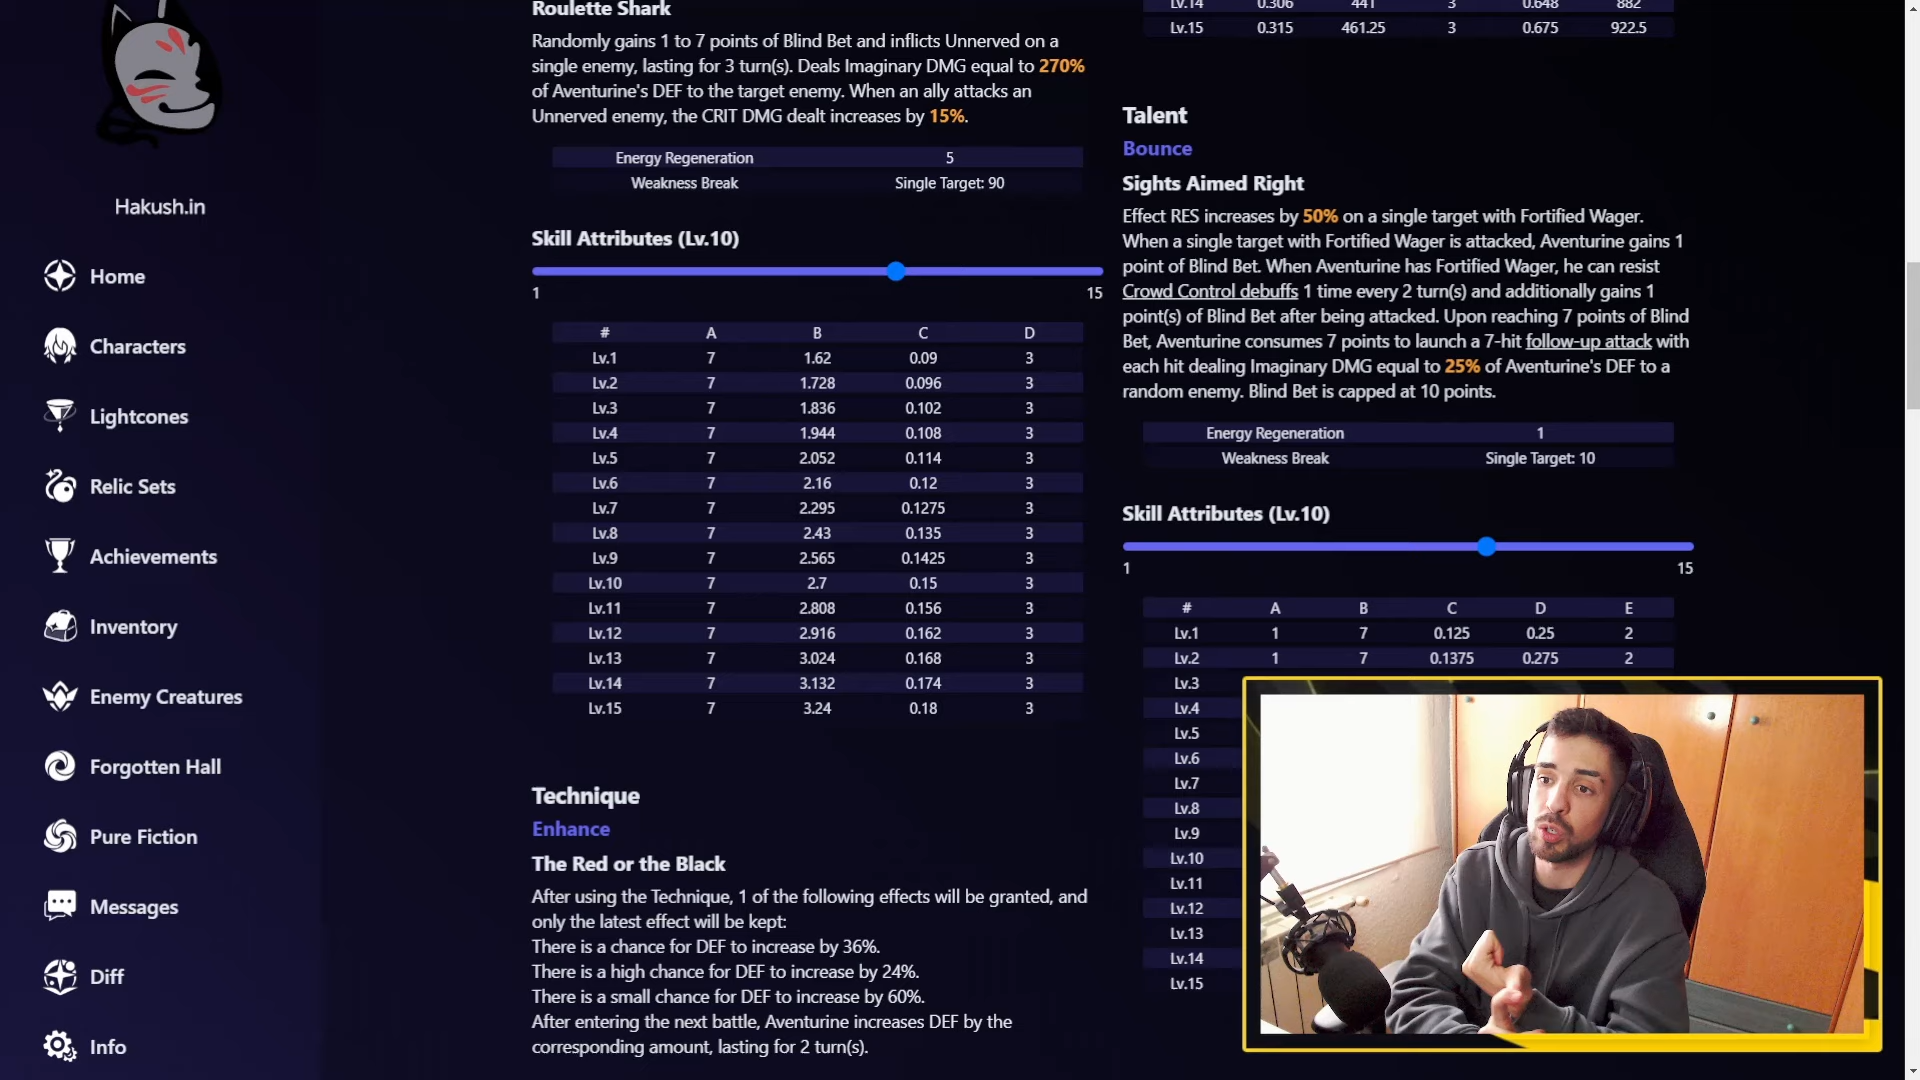 Hakush.in
Home
Characters
Lightcones
Relic Sets
Achievements
Inventory
Enemy Creatures
Forgotten Hall
Pure Fiction
Messages
Diff
Info
Roulette Shark
Randomly gains 1 to 7 points of Blind Bet and inflicts Unnerved on a
single enemy, lasting for 3 turn(s). Deals Imaginary DMG equal to 270%
of Aventurine's DEF to the target enemy. When an ally attacks an
Unnerved enemy, the CRIT DMG dealt increases by 15%.
Energy Regeneration 5
Weakness Break Single Target: 90
Skill Attributes (Lv.10)
1 15
# A B C D
Lv.1 7 1.62 0.09 3
Lv.2 7 1.728 0.096 3
Lv.3 7 1.836 0.102 3
Lv.4 7 1.944 0.108 3
Lv.5 7 2.052 0.114 3
Lv.6 7 2.16 0.12 3
Lv.7 7 2.295 0.1275 3
Lv.8 7 2.43 0.135 3
Lv.9 7 2.565 0.1425 3
Lv.10 7 2.7 0.15 3
Lv.11 7 2.808 0.156 3
Lv.12 7 2.916 0.162 3
Lv.13 7 3.024 0.168 3
Lv.14 7 3.132 0.174 3
Lv.15 7 3.24 0.18 3
Technique
Enhance
The Red or the Black
After using the Technique, 1 of the following effects will be granted, and
only the latest effect will be kept:
There is a chance for DEF to increase by 36%.
There is a high chance for DEF to increase by 24%.
There is a small chance for DEF to increase by 60%.
After entering the next battle, Aventurine increases DEF by the
corresponding amount, lasting for 2 turn(s).
Lv.14 0.306 441 3 0.648 882
Lv.15 0.315 461.25 3 0.675 922.5
Talent
Bounce
Sights Aimed Right
Effect RES increases by 50% on a single target with Fortified Wager.
When a single target with Fortified Wager is attacked, Aventurine gains 1
point of Blind Bet. When Aventurine has Fortified Wager, he can resist
Crowd Control debuffs 1 time every 2 turn(s) and additionally gains 1
point(s) of Blind Bet after being attacked. Upon reaching 7 points of Blind
Bet, Aventurine consumes 7 points to launch a 7-hit follow-up attack with
each hit dealing Imaginary DMG equal to 25% of Aventurine's DEF to a
random enemy. Blind Bet is capped at 10 points.
Energy Regeneration 1
Weakness Break Single Target: 10
Skill Attributes (Lv.10)
1 15
# A B C D E
Lv.1 1 7 0.125 0.25 2
Lv.2 1 7 0.1375 0.275 2
Lv.3
Lv.4
Lv.5
Lv.6
Lv.7
Lv.8
Lv.9
Lv.10
Lv.11
Lv.12
Lv.13
Lv.14
Lv.15